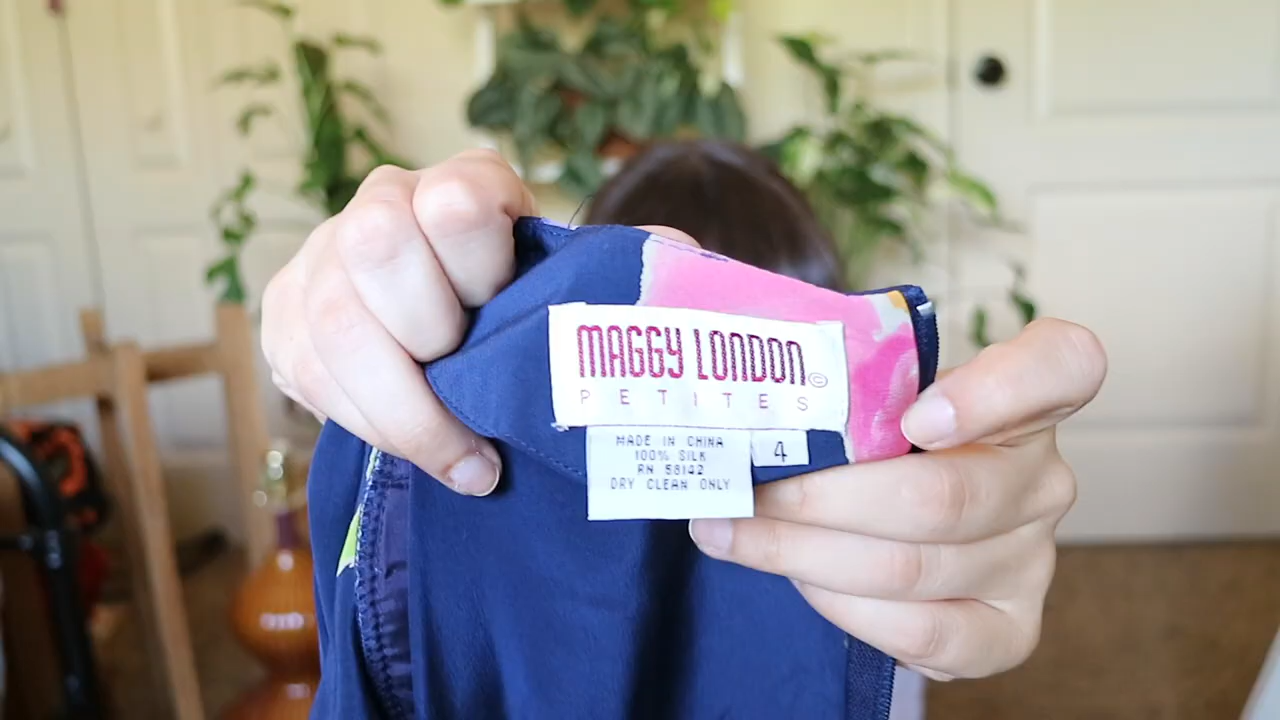 MAGGY LONDON©
PETITES
MADE IN CHINA
100% SILK
RN 58142
DRY CLEAN ONLY
4